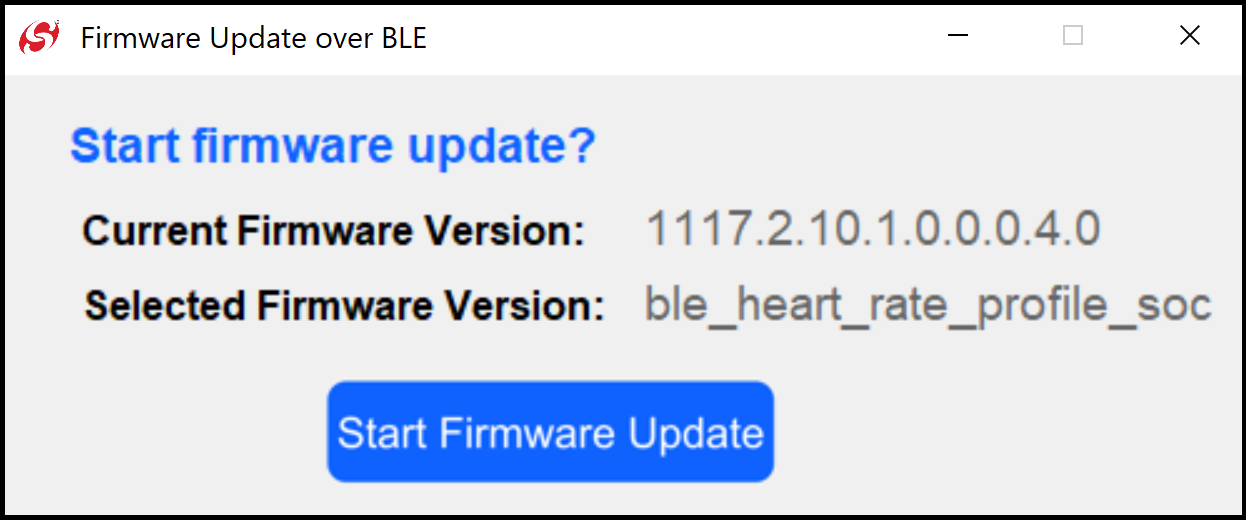 Firmware Update over BLE
Start firmware update?
Current Firmware Version: 1117.2.10.1.0.0.0.4.0
Selected Firmware Version: ble_heart_rate_profile_soc
Start Firmware Update